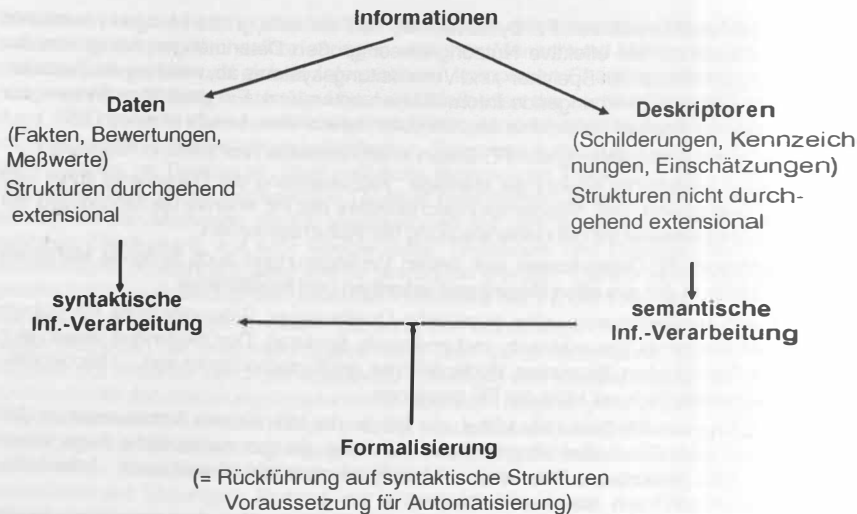 Informationen
Daten
(Fakten, Bewertungen,
Meßwerte)
Strukturen durchgehend
extensional
Deskriptoren
(Schilderungen, Kennzeich
nungen, Einschätzungen)
Strukturen nicht durch-
gehend extensional
syntaktische
Inf.-Verarbeitung
semantische
Inf.-Verarbeitung
Formalisierung
(= Rückführung auf syntaktische Strukturen
Voraussetzung für Automatisierung)